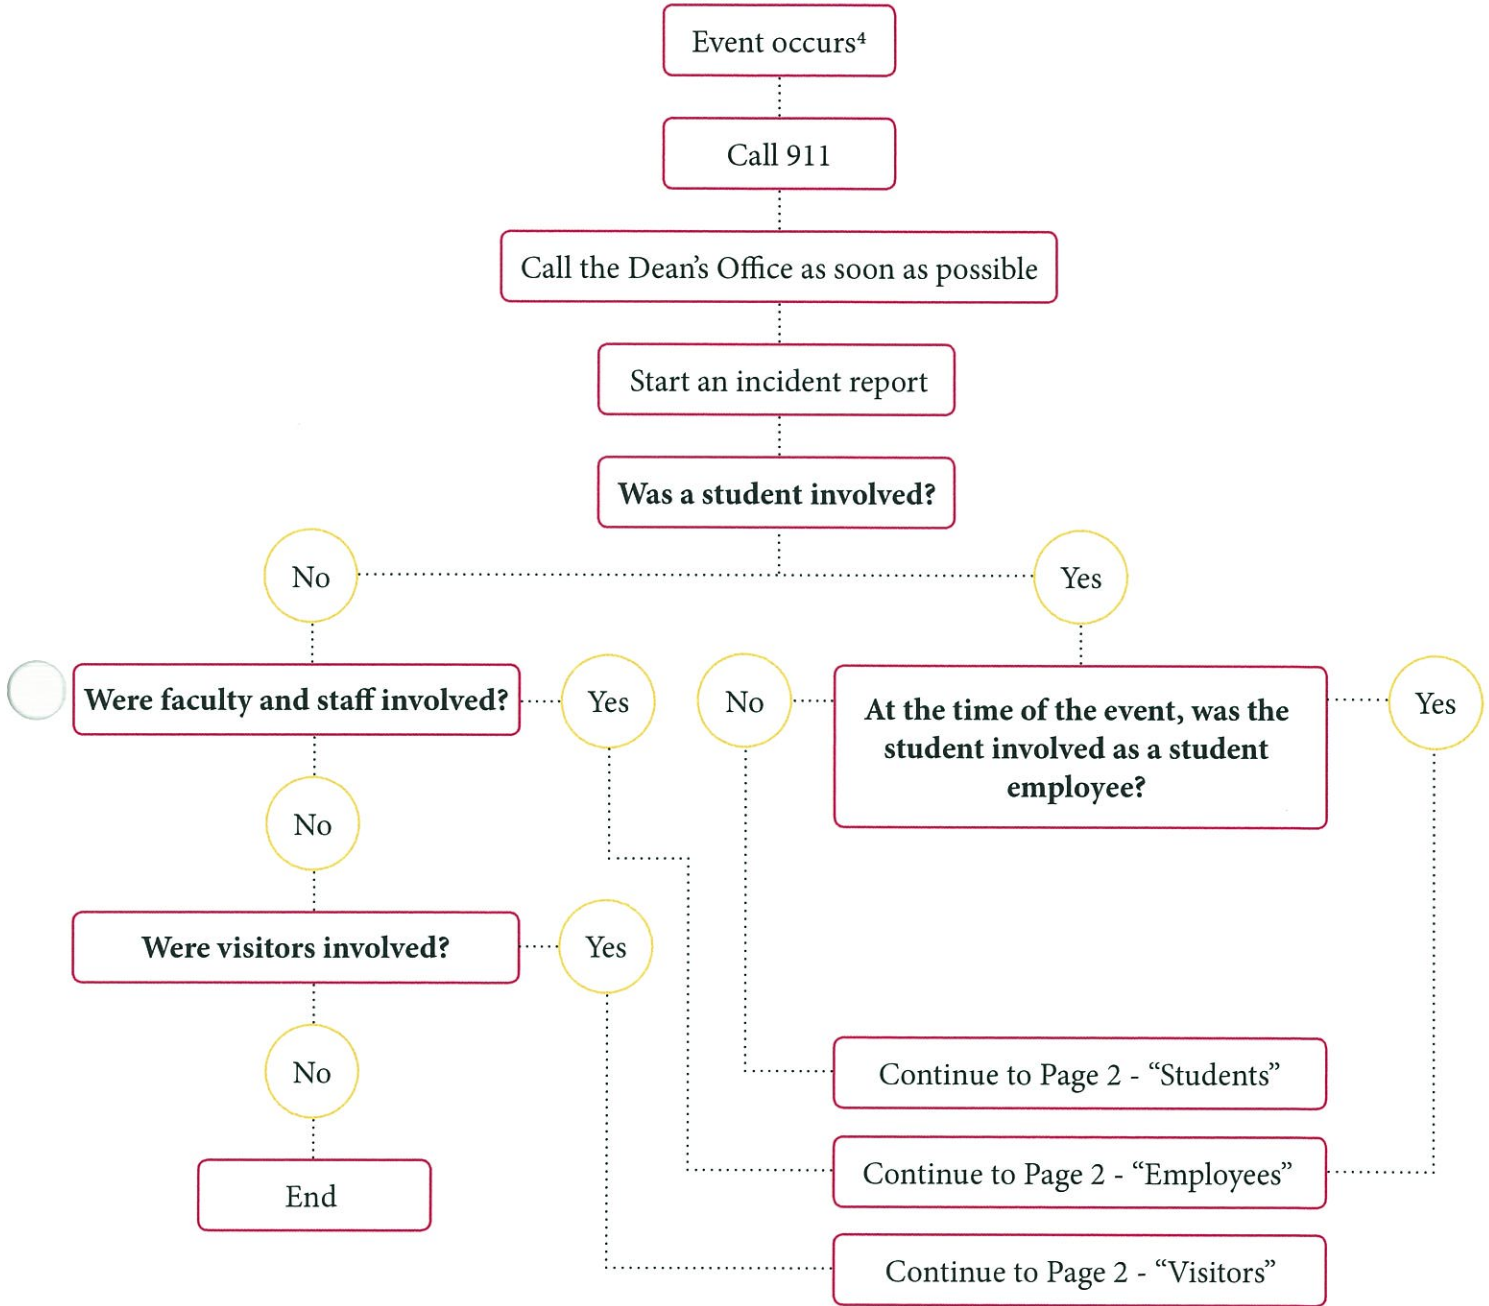 Event occurs⁴
Call 911
Call the Dean’s Office as soon as possible
Start an incident report
Was a student involved?
No
Yes
Were faculty and staff involved?
Yes
No
At the time of the event, was the
student involved as a student
employee?
Yes
No
Were visitors involved?
Yes
No
Continue to Page 2 - “Students”
Continue to Page 2 - “Employees”
End
Continue to Page 2 - “Visitors”